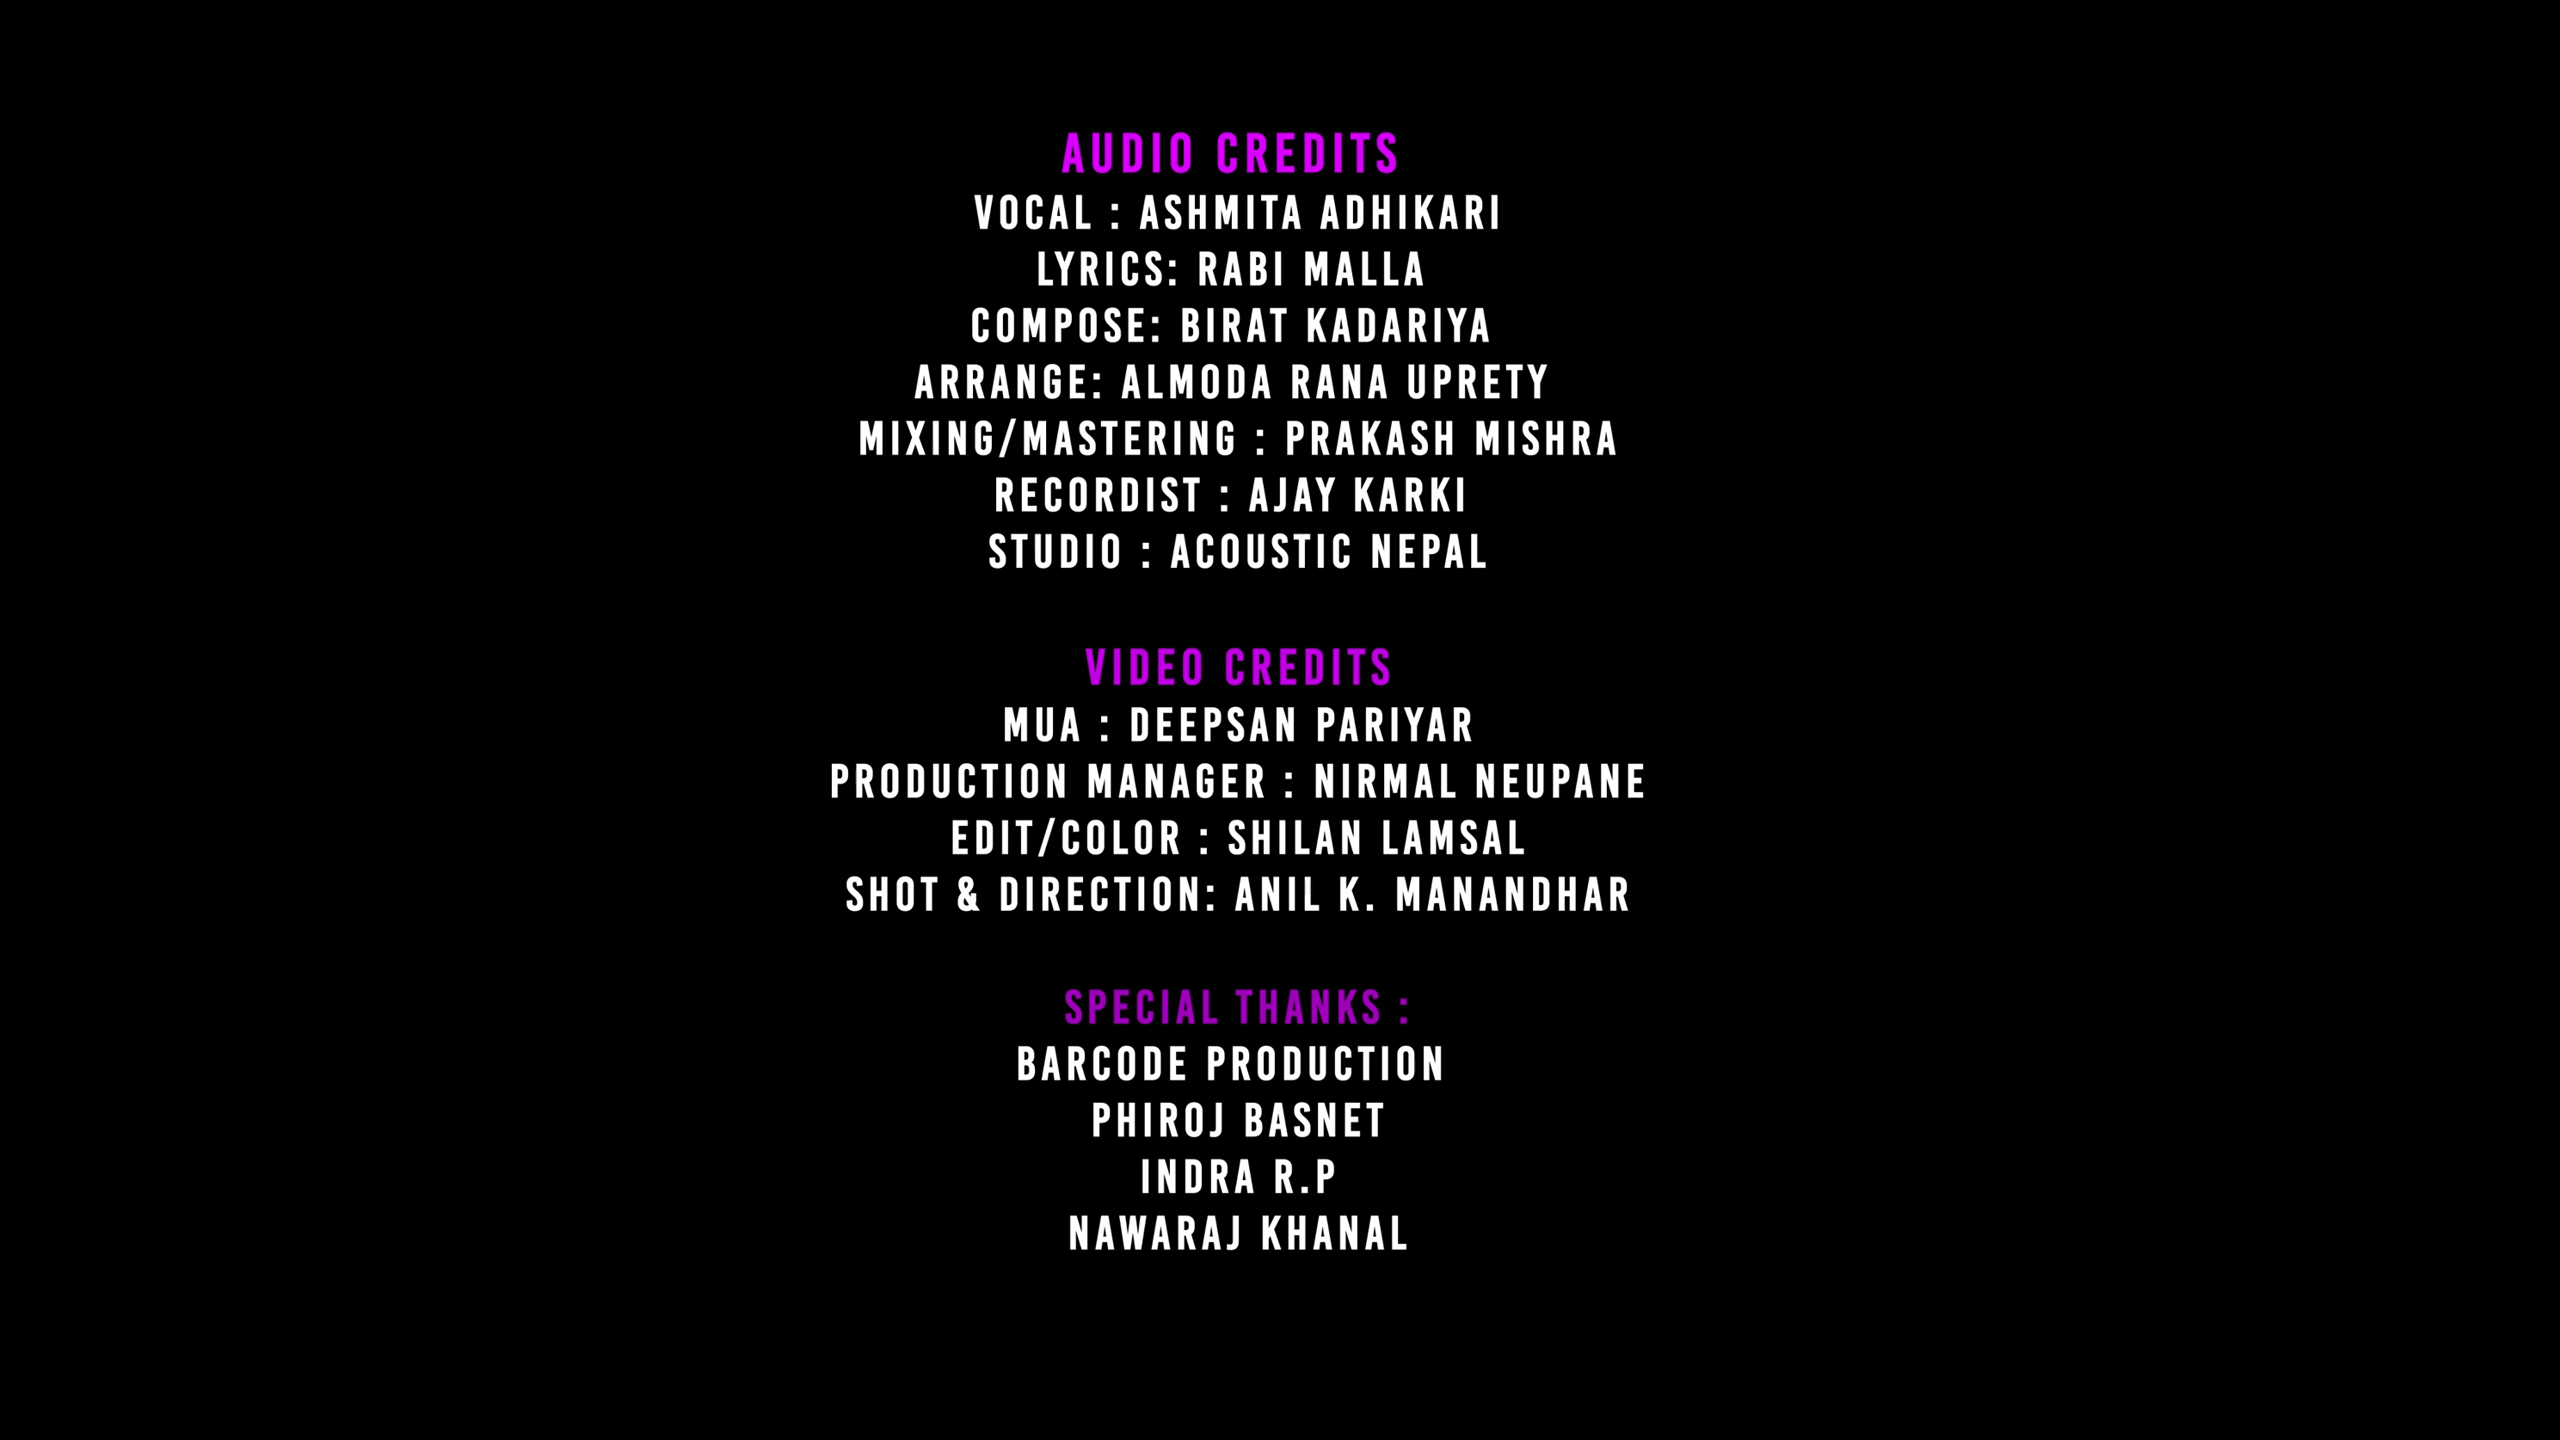 AUDIO CREDITS
VOCAL : ASHMITA ADHIKARI
LYRICS: RABI MALLA
COMPOSE: BIRAT KADARIYA
ARRANGE: ALMODA RANA UPRETY
MIXING/MASTERING : PRAKASH MISHRA
RECORDIST : AJAY KARKI
STUDIO : ACOUSTIC NEPAL
VIDEO CREDITS
MUA : DEEPSAN PARIYAR
PRODUCTION MANAGER : NIRMAL NEUPANE
EDIT/COLOR : SHILAN LAMSAL
SHOT & DIRECTION: ANIL K. MANANDHAR
SPECIAL THANKS :
BARCODE PRODUCTION
PHIROJ BASNET
INDRA R.P
NAWARAJ KHANAL